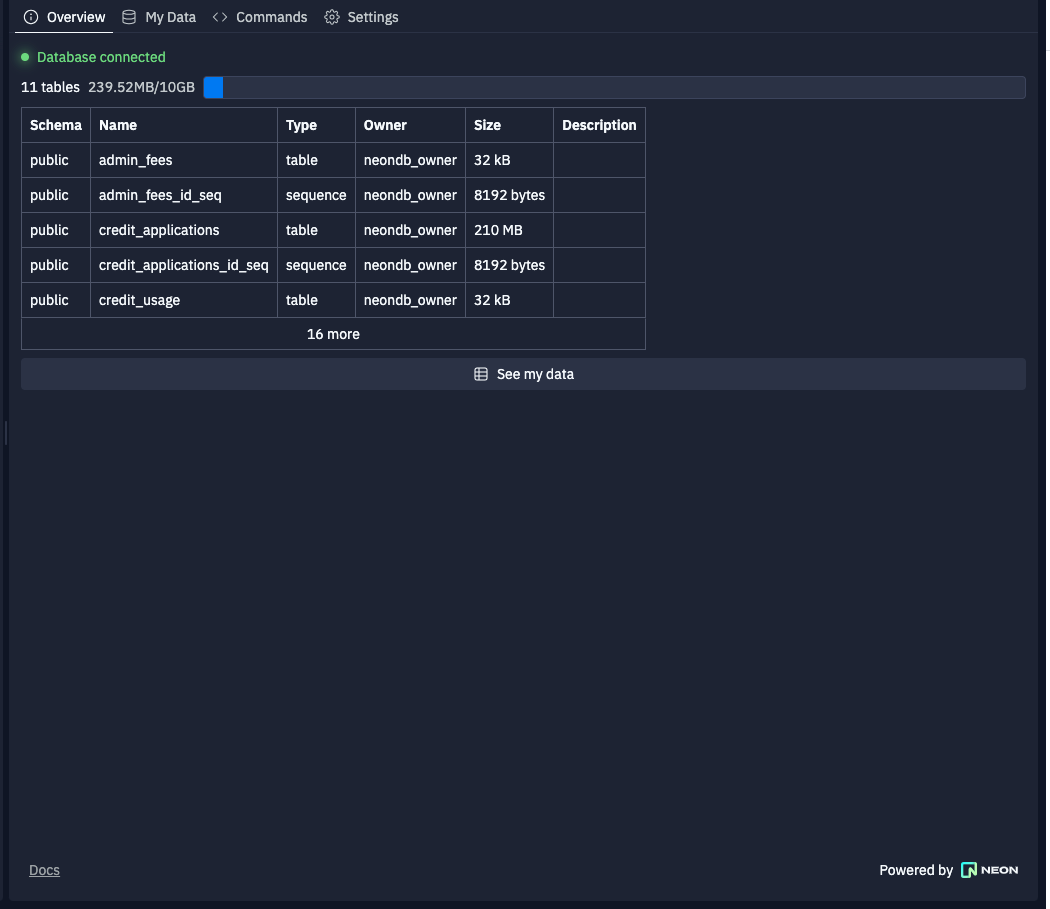 Overview My Data Commands Settings
Database connected
11 tables 239.52MB/10GB
Schema Name Type Owner Size Description
public admin_fees table neondb_owner 32 kB
public admin_fees_id_seq sequence neondb_owner 8192 bytes
public credit_applications table neondb_owner 210 MB
public credit_applications_id_seq sequence neondb_owner 8192 bytes
public credit_usage table neondb_owner 32 kB
16 more
See my data
Docs Powered by NEON